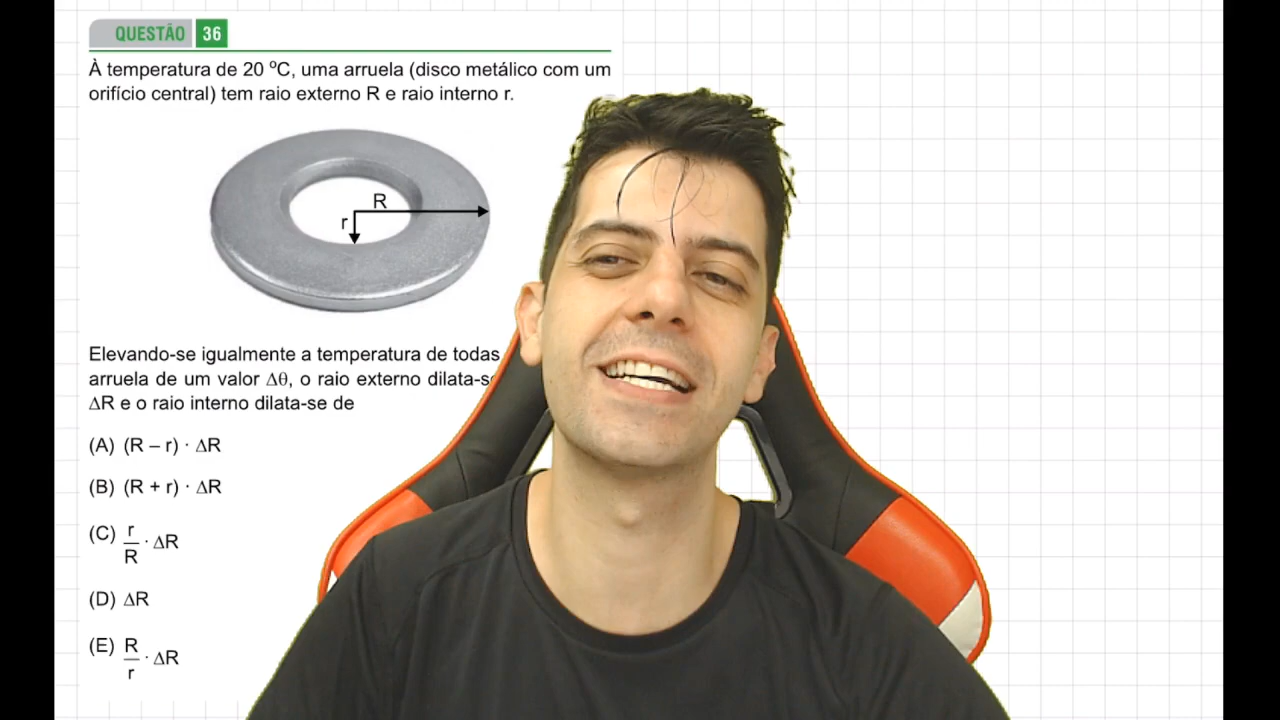 QUESTÃO 36
À temperatura de 20 ºC, uma arruela (disco metálico com um
orifício central) tem raio externo R e raio interno r.
R
r
Elevando-se igualmente a temperatura de todas
arruela de um valor Δθ, o raio externo
ΔR e o raio interno dilata-se de
(A) (R – r) · ΔR
(B) (R + r) · ΔR
(C) r
R · ΔR
(D) ΔR
(E) R
r · ΔR